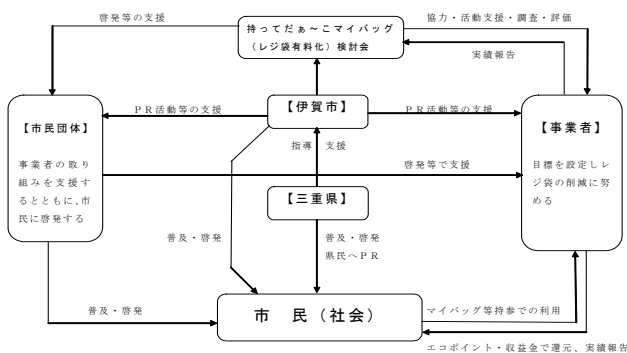 啓発等の支援
持ってだぁ～こマイバッグ
（レジ袋有料化）検討会
協力・活動支援・調査・評価
実績報告
【市民団体】
事業者の取り
組みを支援す
るとともに、市
民に啓発する
PR活動等の支援
【伊賀市】
PR活動等の支援
【事業者】
目標を設定しレ
ジ袋の削減に努
める
指導　支援
啓発等で支援
【三重県】
普及・啓発
普及・啓発
県民へPR
普及・啓発
市　民（社会）
マイバッグ等持参での利用
エコポイント・収益金で還元、実績報告